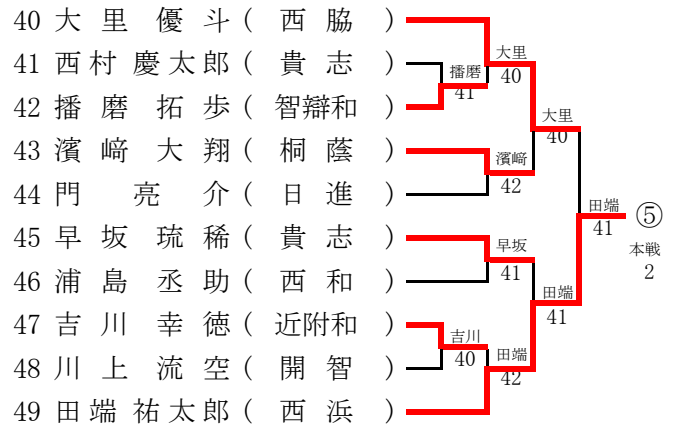 40 大里 優斗 ( 西脇 )
41 西村 慶太郎 ( 貴志 )
42 播磨 拓歩 ( 智辯和 )
43 濱﨑 大翔 ( 桐蔭 )
44 門 亮介 ( 日進 )
45 早坂 琉稀 ( 貴志 )
46 浦島 丞助 ( 西和 )
47 吉川 幸徳 ( 近附和 )
48 川上 流空 ( 開智 )
49 田端 祐太郎 ( 西浜 )
播磨
41
吉川
40
大里
40
濱﨑
42
早坂
41
田端
42
大里
40
田端
41
田端
41
⑤
本戦
2